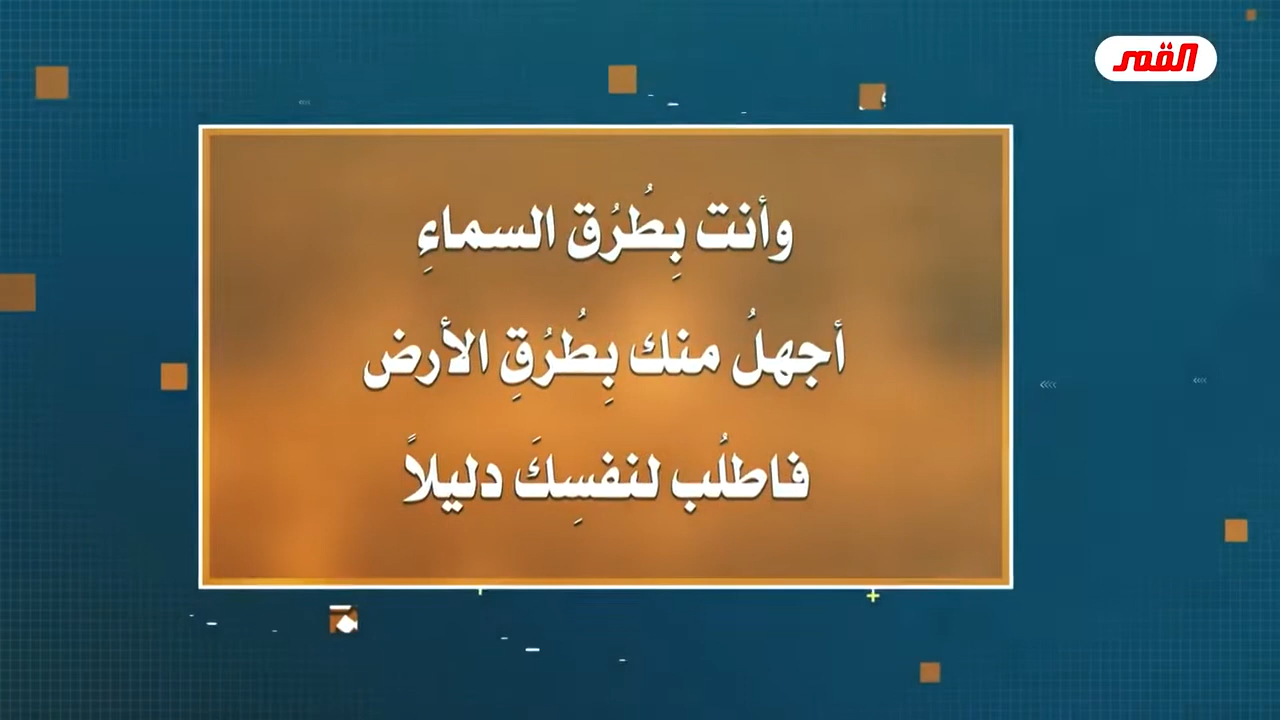 القمر
وأنت بِطُرُق السماءِ
أجهلُ منك بِطُرُقِ الأرض
فاطلُب لنفسِكَ دليلاً